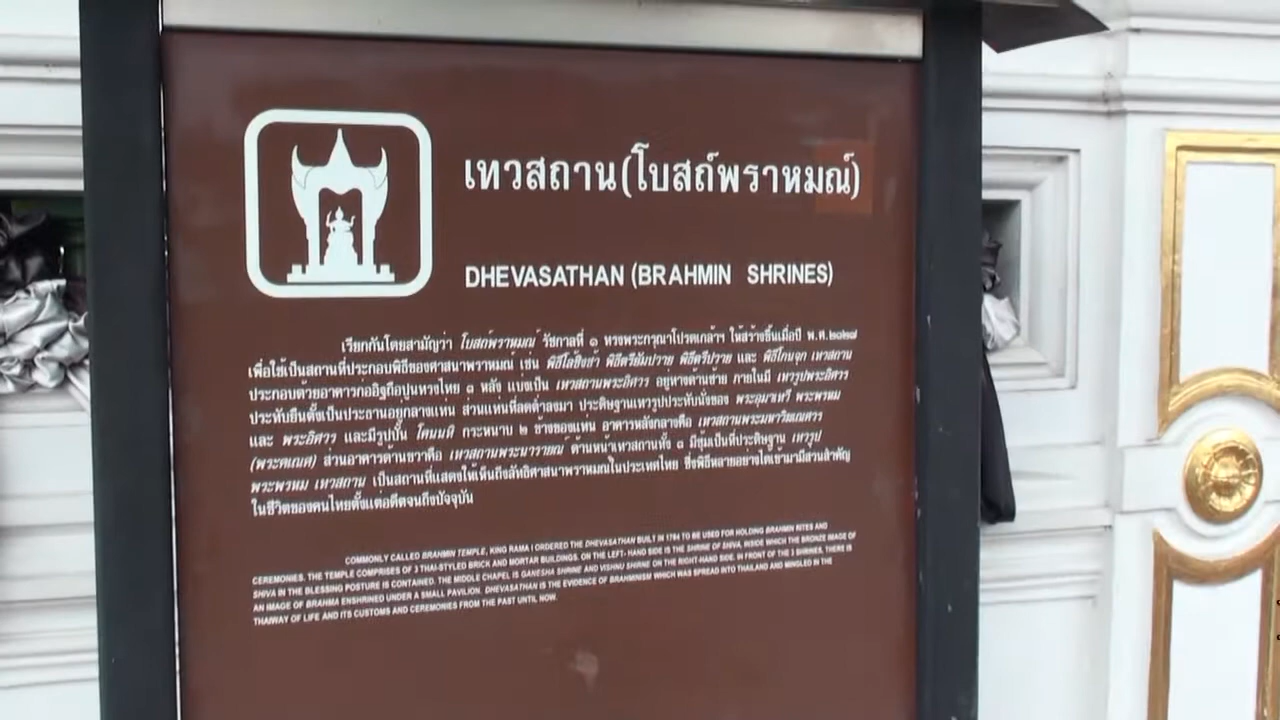 เทวสถาน(โบสถ์พราหมณ์)
DHEVASATHAN (BRAHMIN SHRINES)
เรียกกันโดยสามัญว่า โบสถ์พราหมณ์ รัชกาลที่ ๑ ทรงพระกรุณาโปรดเกล้าฯ ให้สร้างขึ้นเมื่อปี พ.ศ.๒๓๒๗
เพื่อใช้เป็นสถานที่ประกอบพิธีของศาสนาพราหมณ์ เช่น พิธีโล้ชิงช้า พิธีตรียัมปวาย พิธีตรีปวาย และ พิธีโกนจุก เทวสถาน
ประกอบด้วยอาคารก่ออิฐถือปูนทรงไทย ๓ หลัง แบ่งเป็น เทวสถานพระอิศวร อยู่ทางด้านซ้าย ภายในมี เทวรูปพระอิศวร
ประทับยืนตั้งเป็นประธานอยู่กลางแท่น ส่วนแท่นที่ลดต่ำลงมา ประดิษฐานเทวรูปประทับนั่งของ พระอุมาเทวี พระพรหม
และ พระอิศวร และมีรูปปั้น โคนนทิ กระหนาบ ๒ ข้างของแท่น อาคารหลังกลางคือ เทวสถานพระมหาวิฆเณศวร
(พระคเณศ) ส่วนอาคารด้านขวาคือ เทวสถานพระนารายณ์ ด้านหน้าเทวสถานทั้ง ๓ มีซุ้มเป็นที่ประดิษฐาน เทวรูป
พระพรหม เทวสถาน เป็นสถานที่แสดงให้เห็นถึงลัทธิศาสนาพราหมณ์ในประเทศไทย ซึ่งพิธีหลายอย่างได้เข้ามามีส่วนสำคัญ
ในชีวิตของคนไทยตั้งแต่อดีตจนถึงปัจจุบัน
COMMONLY CALLED BRAHMIN TEMPLE, KING RAMA I ORDERED THE DHEVASATHAN BUILT IN 1784 TO BE USED FOR HOLDING BRAHMIN RITES AND
CEREMONIES. THE TEMPLE COMPRISES OF 3 THAI-STYLED BRICK AND MORTAR BUILDINGS. ON THE LEFT- HAND SIDE IS THE SHRINE OF SHIVA, INSIDE WHICH THE BRONZE IMAGE OF
SHIVA IN THE BLESSING POSTURE IS CONTAINED. THE MIDDLE CHAPEL IS GANESHA SHRINE AND VISHNU SHRINE ON THE RIGHT-HAND SIDE. IN FRONT OF THE 3 SHRINES, THERE IS
AN IMAGE OF BRAHMA ENSHRINED UNDER A SMALL PAVILION. DHEVASATHAN IS THE EVIDENCE OF BRAHMINISM WHICH WAS SPREAD INTO THAILAND AND MINGLED IN THE
THAIWAY OF LIFE AND ITS CUSTOMS AND CEREMONIES FROM THE PAST UNTIL NOW.